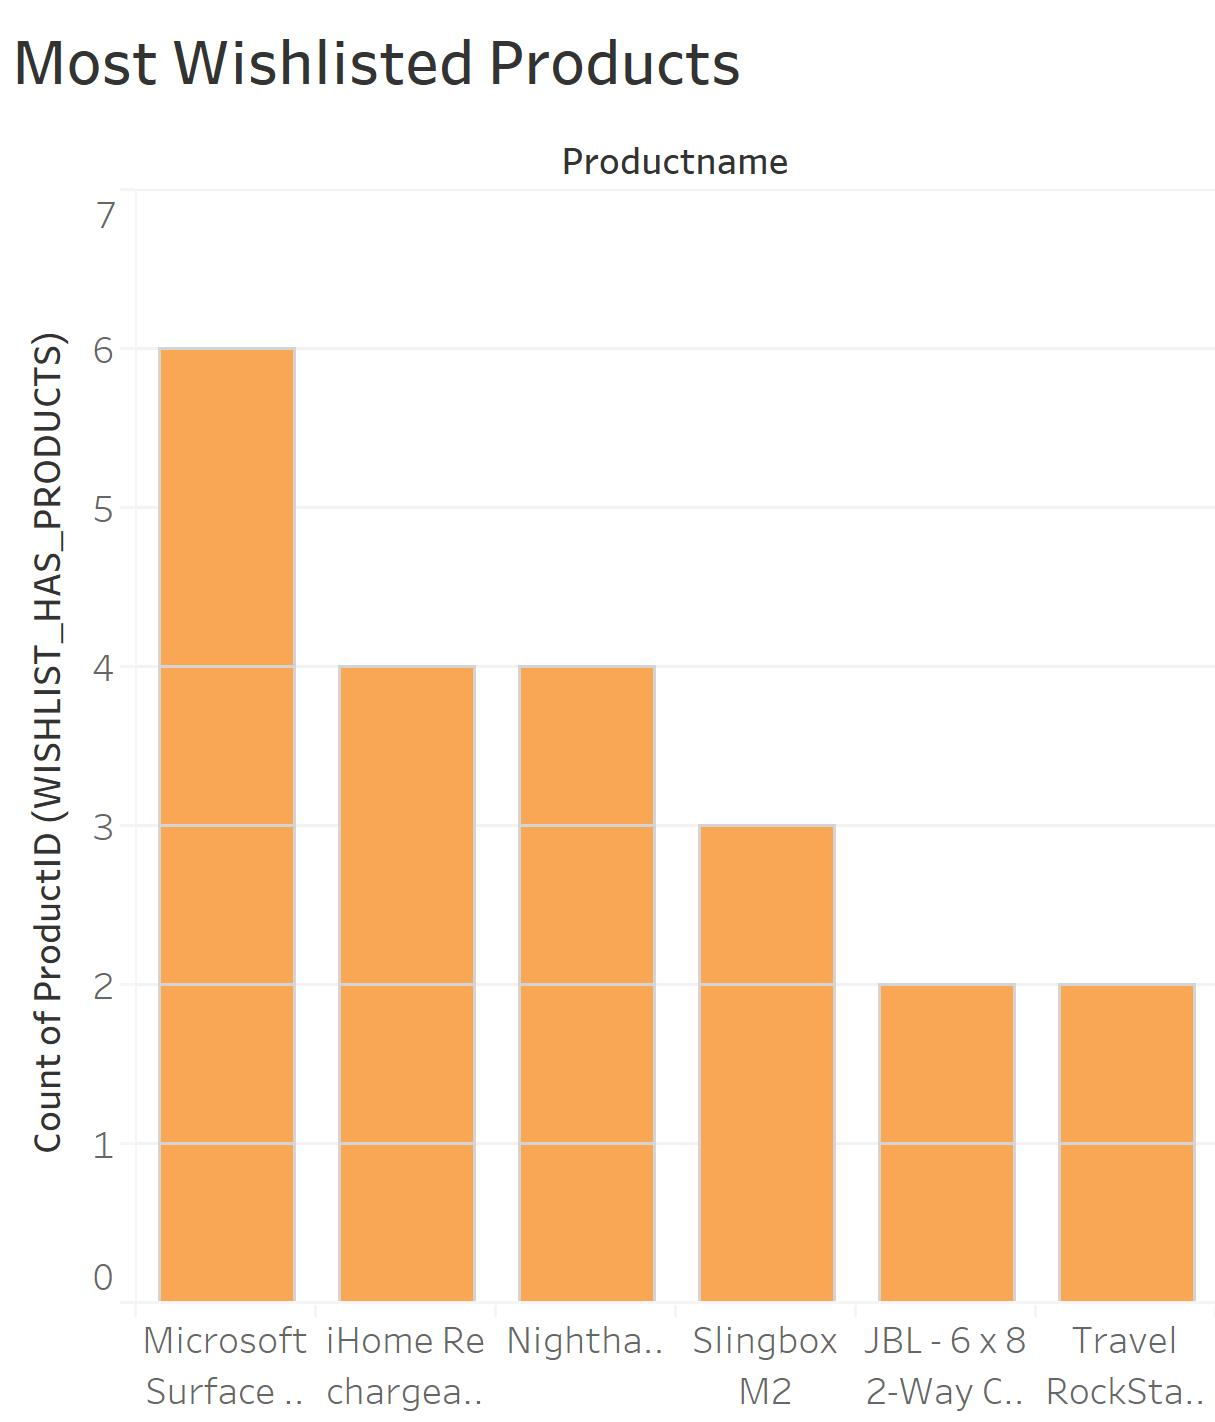 Most Wishlisted Products
Productname
Count of ProductID (WISHLIST_HAS_PRODUCTS)
7
6
5
4
3
2
1
0
Microsoft
Surface ..
iHome Re
chargea..
Nightha..
Slingbox
M2
JBL - 6 x 8
2-Way C..
Travel
RockSta..